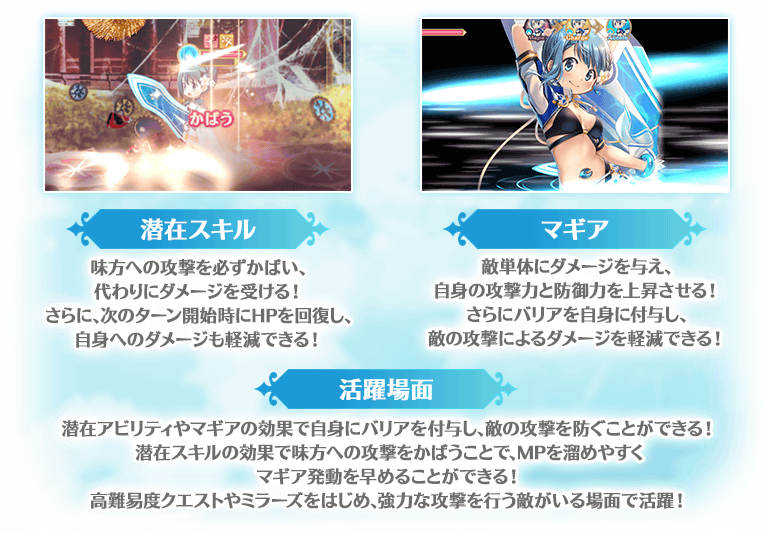 かばう
Charge
Accele
潜在スキル
味方への攻撃を必ずかばい、
代わりにダメージを受ける！
さらに、次のターン開始時にHPを回復し、
自身へのダメージも軽減できる！
マギア
敵単体にダメージを与え、
自身の攻撃力と防御力を上昇させる！
さらにバリアを自身に付与し、
敵の攻撃によるダメージを軽減できる！
活躍場面
潜在アビリティやマギアの効果で自身にバリアを付与し、敵の攻撃を防ぐことができる！
潜在スキルの効果で味方への攻撃をかばうことで、MPを溜めやすく
マギア発動を早めることができる！
高難易度クエストやミラーズをはじめ、強力な攻撃を行う敵がいる場面で活躍！